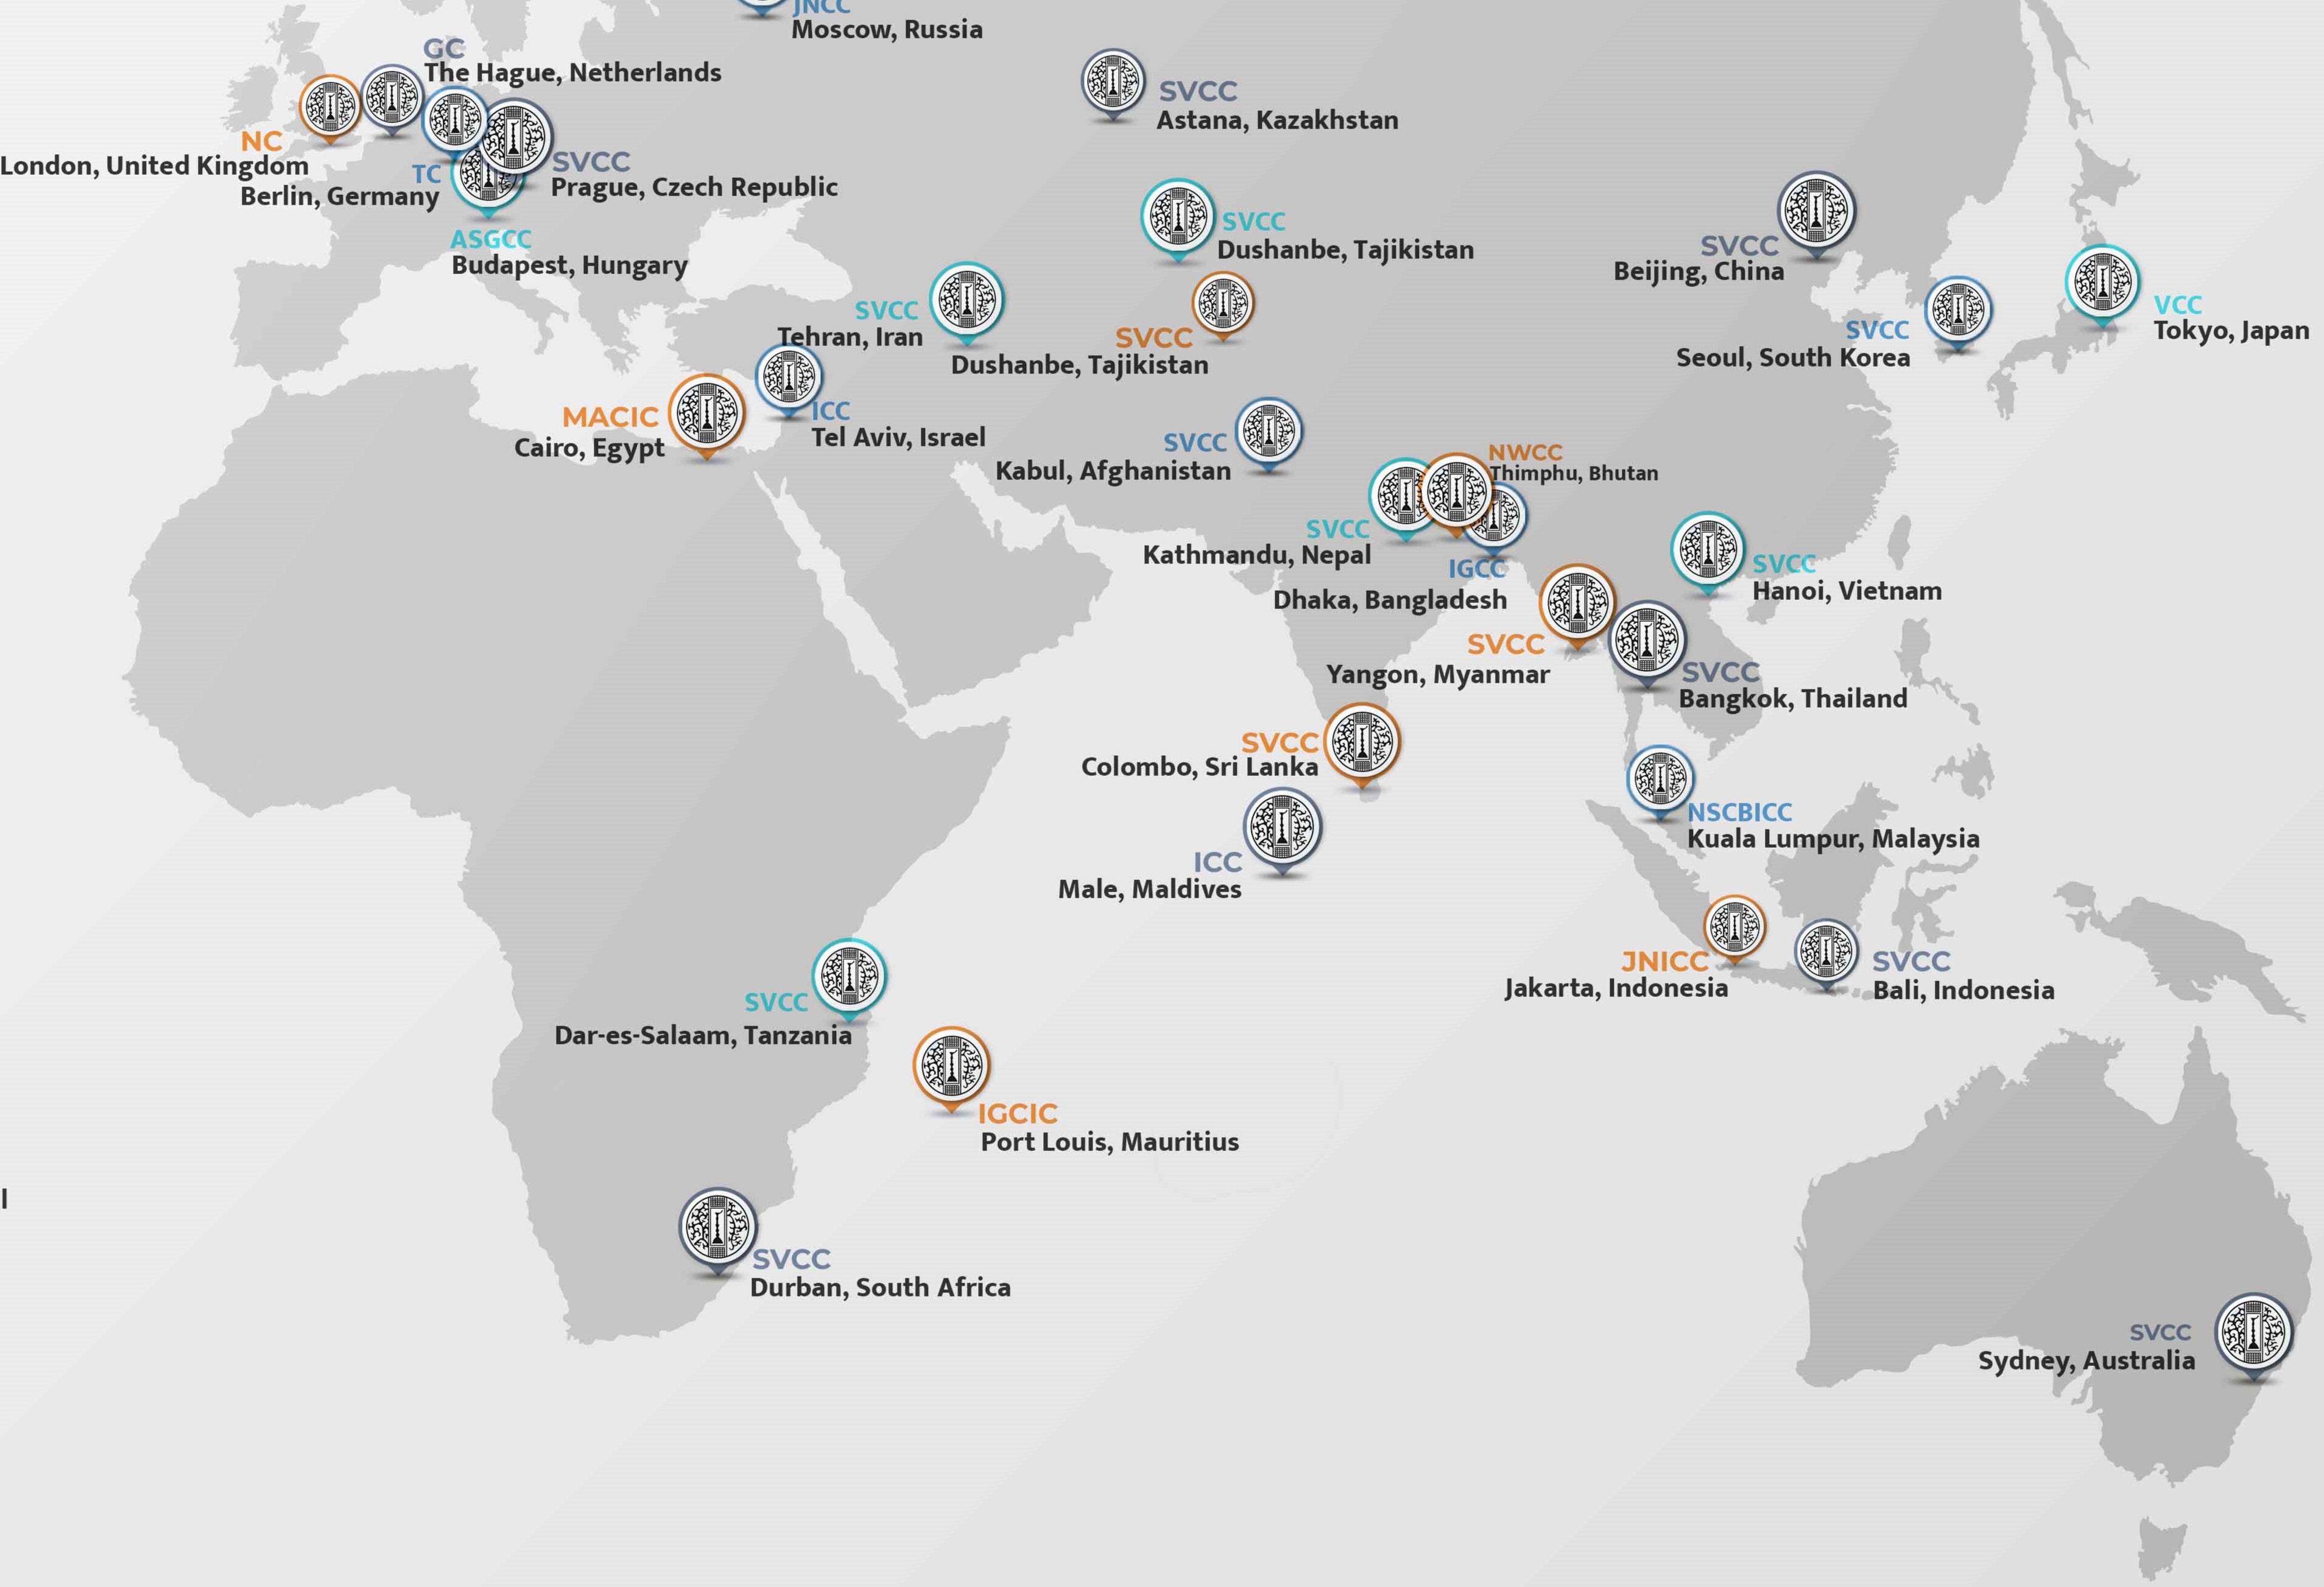 JNCC
Moscow, Russia
GC
The Hague, Netherlands
SVCC
Astana, Kazakhstan
NC
London, United Kingdom
TC
Berlin, Germany
SVCC
Prague, Czech Republic
ASGCC
Budapest, Hungary
SVCC
Dushanbe, Tajikistan
SVCC
Beijing, China
SVCC
Tehran, Iran
SVCC
Dushanbe, Tajikistan
SVCC
Seoul, South Korea
VCC
Tokyo, Japan
MACIC
Cairo, Egypt
ICC
Tel Aviv, Israel
SVCC
Kabul, Afghanistan
NWCC
Thimphu, Bhutan
SVCC
Kathmandu, Nepal
IGCC
Dhaka, Bangladesh
SVCC
Hanoi, Vietnam
SVCC
Yangon, Myanmar
SVCC
Bangkok, Thailand
SVCC
Colombo, Sri Lanka
NSCBICC
Kuala Lumpur, Malaysia
ICC
Male, Maldives
JNICC
Jakarta, Indonesia
SVCC
Bali, Indonesia
SVCC
Dar-es-Salaam, Tanzania
IGCIC
Port Louis, Mauritius
SVCC
Durban, South Africa
SVCC
Sydney, Australia